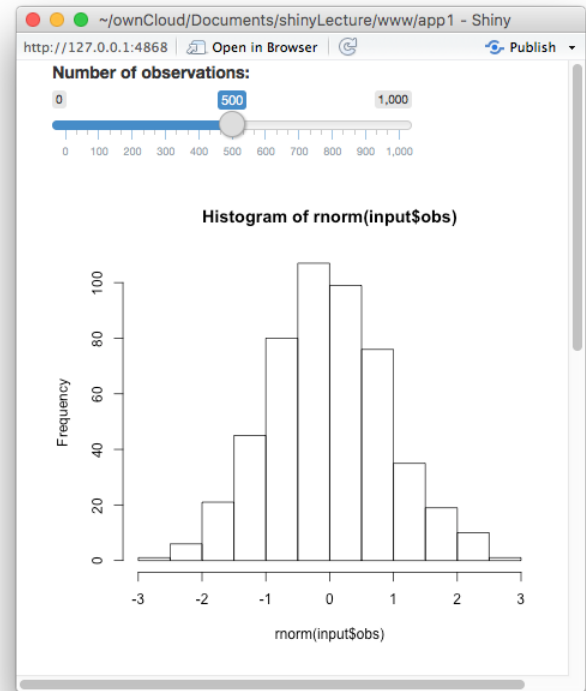 ~/ownCloud/Documents/shinyLecture/www/app1 - Shiny
http://127.0.0.1:4868 Open in Browser Publish
Number of observations:
0 500 1,000
0 100 200 300 400 500 600 700 800 900 1,000
Histogram of rnorm(input$obs)
Frequency
100
80
60
40
20
0
-3 -2 -1 0 1 2 3
rnorm(input$obs)